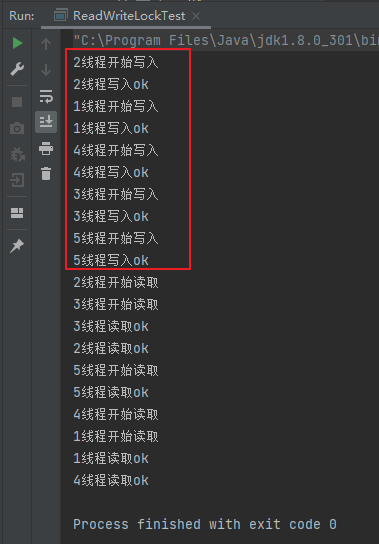 Run: ReadWriteLockTest
"C:\Program Files\Java\jdk1.8.0_301\bin
2线程开始写入
2线程写入ok
1线程开始写入
1线程写入ok
4线程开始写入
4线程写入ok
3线程开始写入
3线程写入ok
5线程开始写入
5线程写入ok
2线程开始读取
3线程开始读取
3线程读取ok
2线程读取ok
5线程开始读取
5线程读取ok
4线程开始读取
1线程开始读取
1线程读取ok
4线程读取ok
Process finished with exit code 0